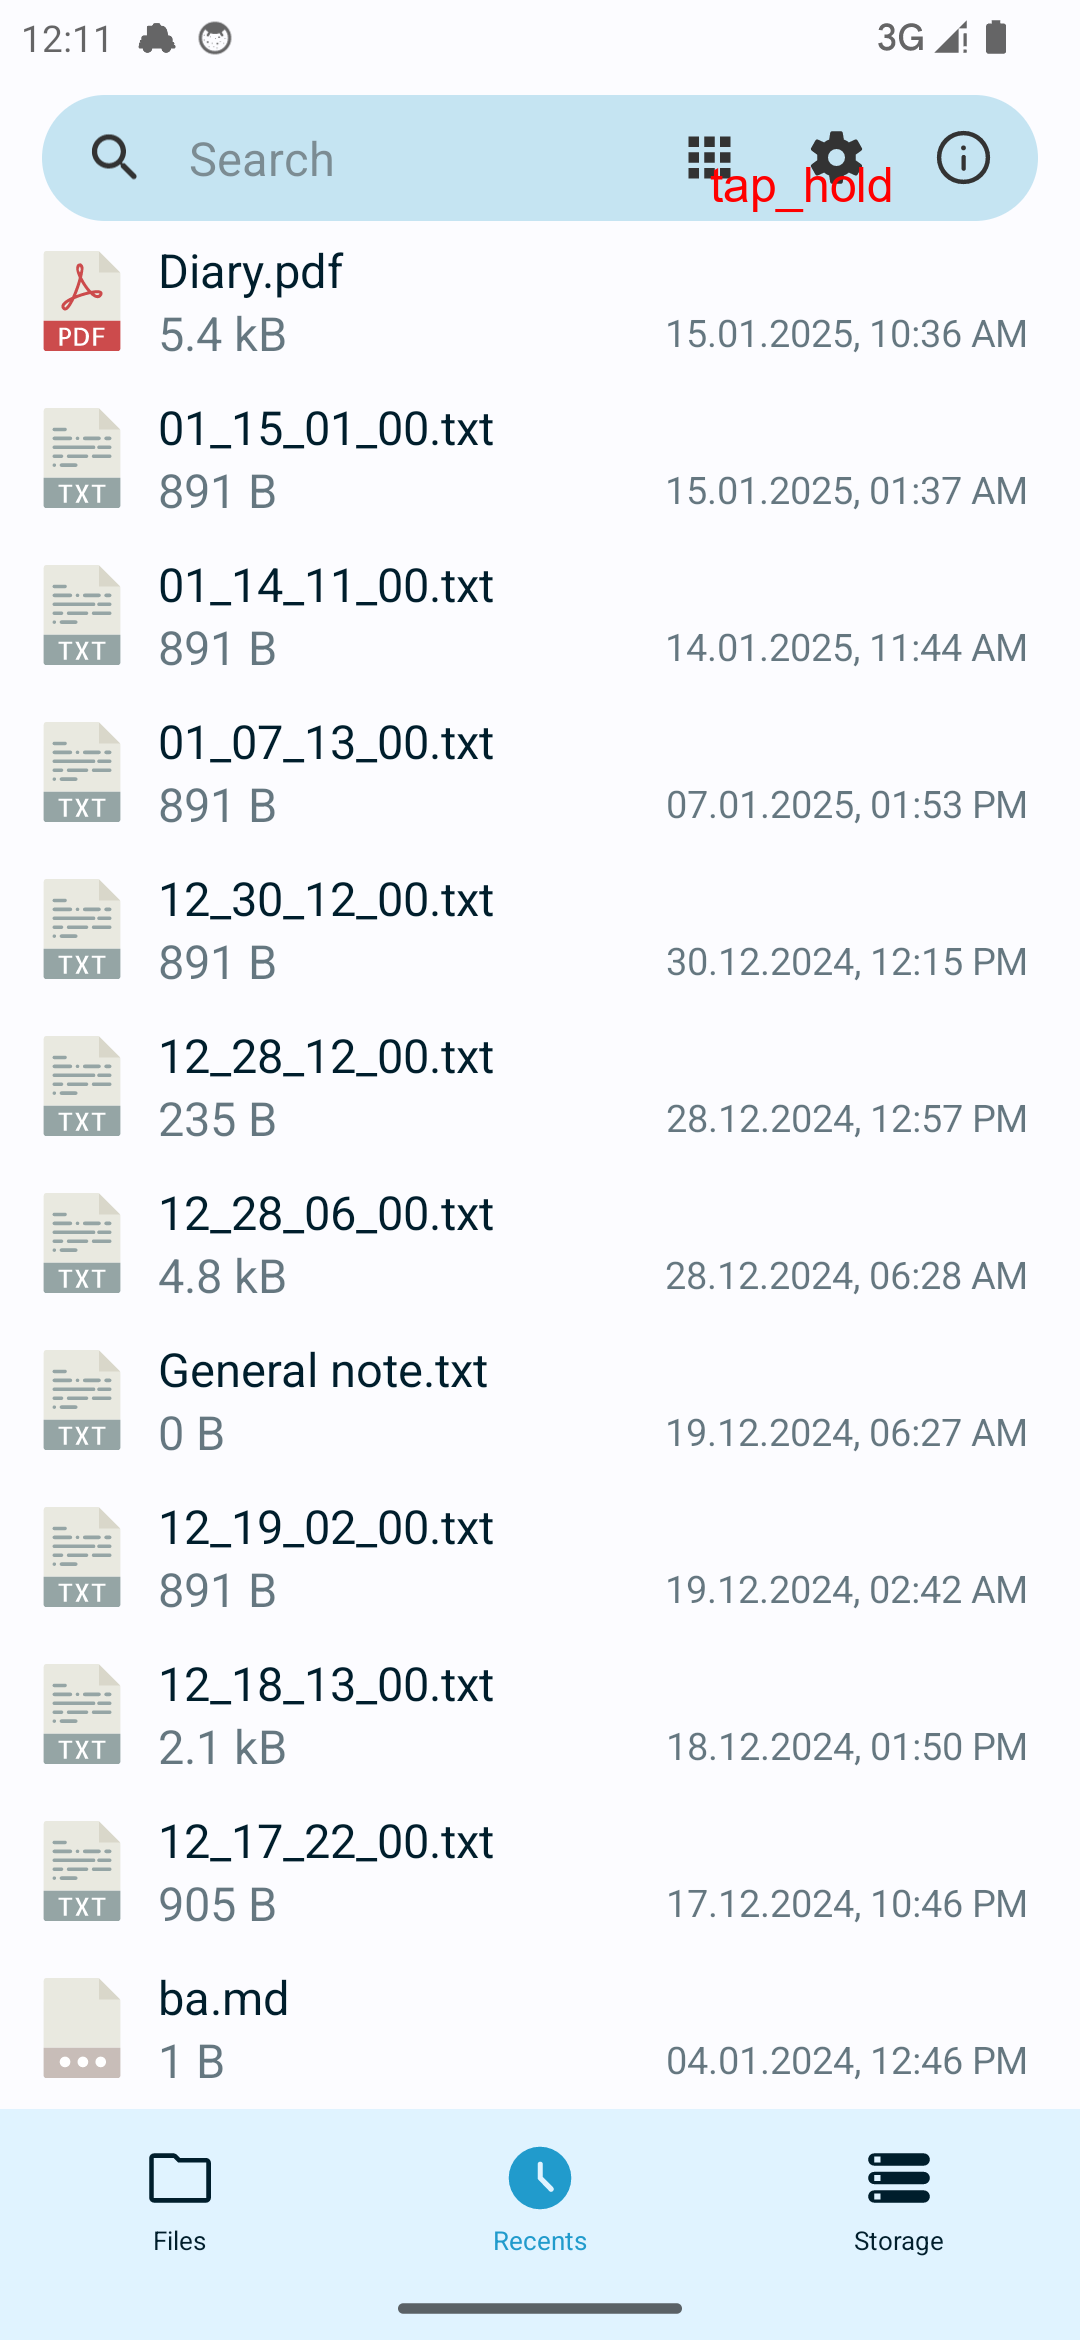 12:11
3G
Search
tap_hold
Diary.pdf
5.4 kB
15.01.2025, 10:36 AM
PDF
01_15_01_00.txt
891 B
15.01.2025, 01:37 AM
TXT
01_14_11_00.txt
891 B
14.01.2025, 11:44 AM
TXT
01_07_13_00.txt
891 B
07.01.2025, 01:53 PM
TXT
12_30_12_00.txt
891 B
30.12.2024, 12:15 PM
TXT
12_28_12_00.txt
235 B
28.12.2024, 12:57 PM
TXT
12_28_06_00.txt
4.8 kB
28.12.2024, 06:28 AM
TXT
General note.txt
0 B
19.12.2024, 06:27 AM
TXT
12_19_02_00.txt
891 B
19.12.2024, 02:42 AM
TXT
12_18_13_00.txt
2.1 kB
18.12.2024, 01:50 PM
TXT
12_17_22_00.txt
905 B
17.12.2024, 10:46 PM
TXT
ba.md
1 B
04.01.2024, 12:46 PM
Files
Recents
Storage